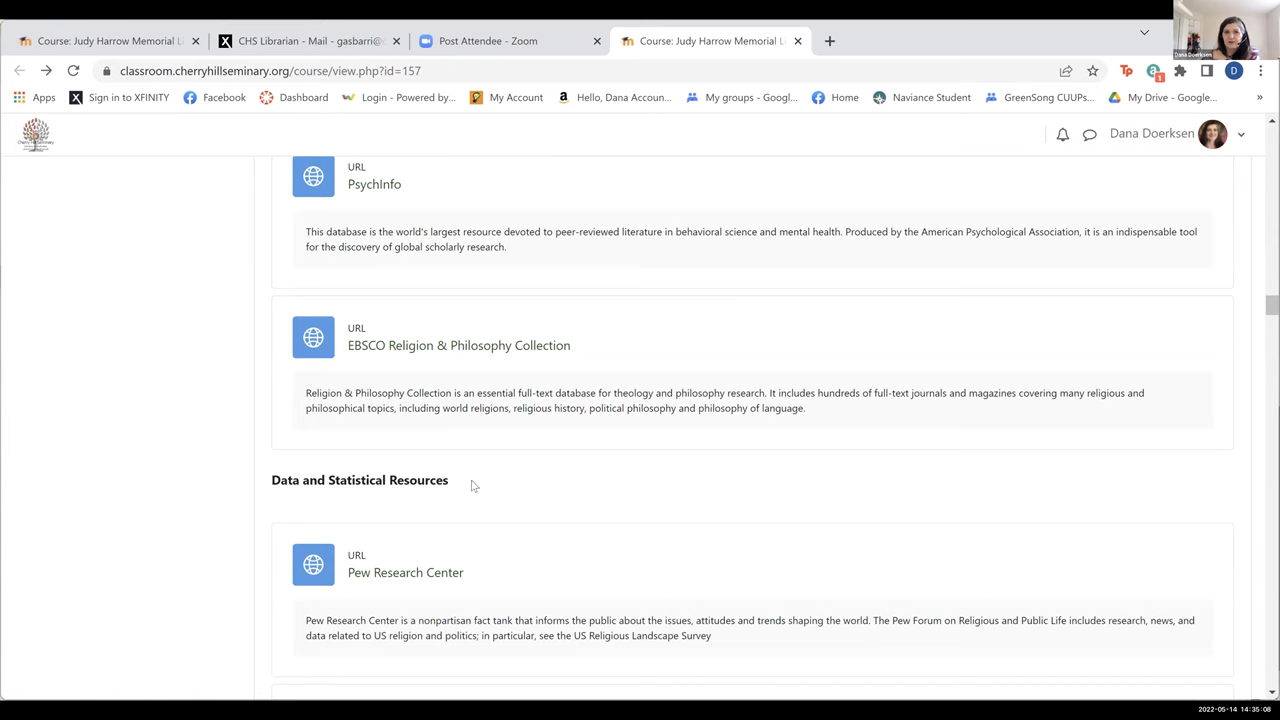 Course: Judy Harrow Memorial Li
CHS Librarian - Mail - gasbarri@
Post Attendee - Zo
Course: Judy Harrow Memorial Li
Dana Doerksen
classroom.cherryhillseminary.org/course/view.php?id=157
Apps
Sign in to XFINITY
Facebook
Dashboard
Login - Powered by...
My Account
Hello, Dana Accoun...
My groups - Googl...
Home
Naviance Student
GreenSong CUUPs...
My Drive - Google...
»
Dana Doerksen
URL
PsychInfo
This database is the world's largest resource devoted to peer-reviewed literature in behavioral science and mental health. Produced by the American Psychological Association, it is an indispensable tool
for the discovery of global scholarly research.
URL
EBSCO Religion & Philosophy Collection
Religion & Philosophy Collection is an essential full-text database for theology and philosophy research. It includes hundreds of full-text journals and magazines covering many religious and
philosophical topics, including world religions, religious history, political philosophy and philosophy of language.
Data and Statistical Resources
URL
Pew Research Center
Pew Research Center is a nonpartisan fact tank that informs the public about the issues, attitudes and trends shaping the world. The Pew Forum on Religious and Public Life includes research, news, and
data related to US religion and politics; in particular, see the US Religious Landscape Survey
2022-05-14 14:35:08